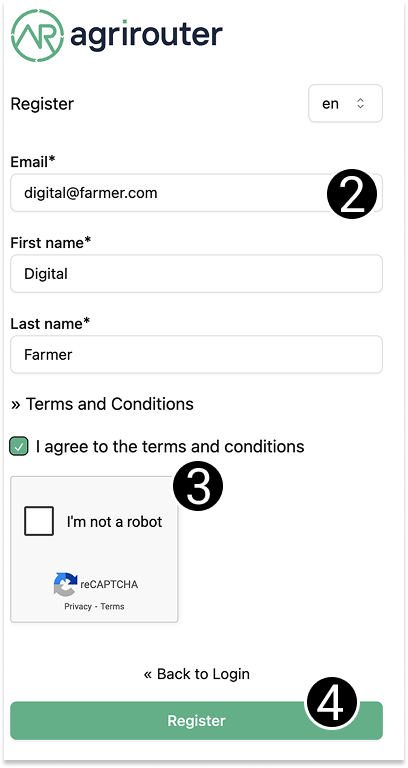 AR agrirouter
Register
en
Email*
digital@farmer.com
2
First name*
Digital
Last name*
Farmer
» Terms and Conditions
I agree to the terms and conditions
3
I'm not a robot
reCAPTCHA
Privacy - Terms
« Back to Login
4
Register